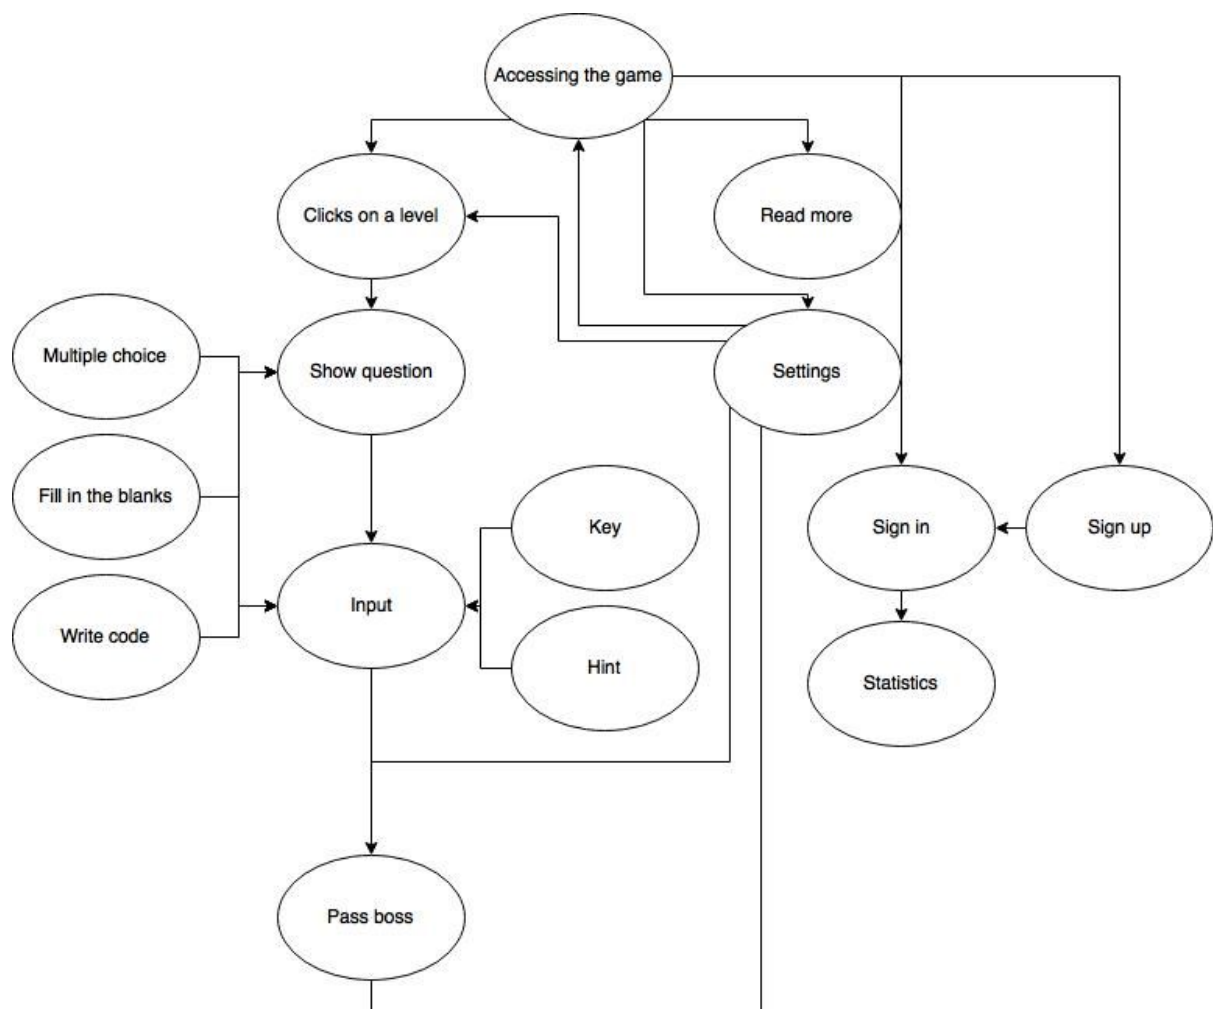 Accessing the game
Clicks on a level
Read more
Multiple choice
Show question
Settings
Fill in the blanks
Key
Sign in
Sign up
Input
Write code
Hint
Statistics
Pass boss